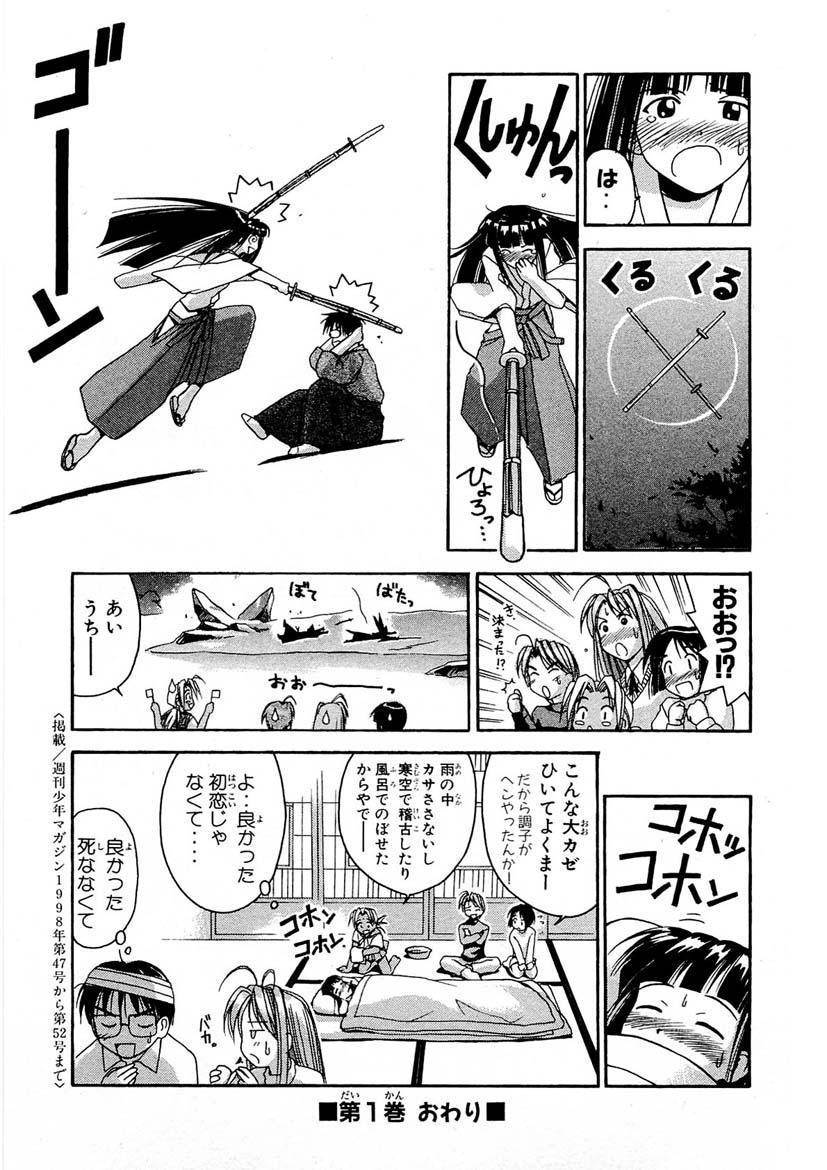 は‥
くるくる
くしゅんっ
ひょろっ…
ゴーーン
おおっ!?
き、決まった!?
ばたっ
ぼて
おおーーっ
あい
うちーー
コホッ
コホン
こんな大カゼ
ひいてよくまー
だから調子が
ヘンやったんか!
雨の中
カサささないし
寒空で稽古したり
風呂でのぼせた
からやでー
コホン
コホン
よ‥良かった
初恋じゃ
なくて‥‥
バカ。
良かった
死ななくて
〈掲載/週刊少年マガジン1998年第47号から第52号まで〉
■第1巻 おわり■